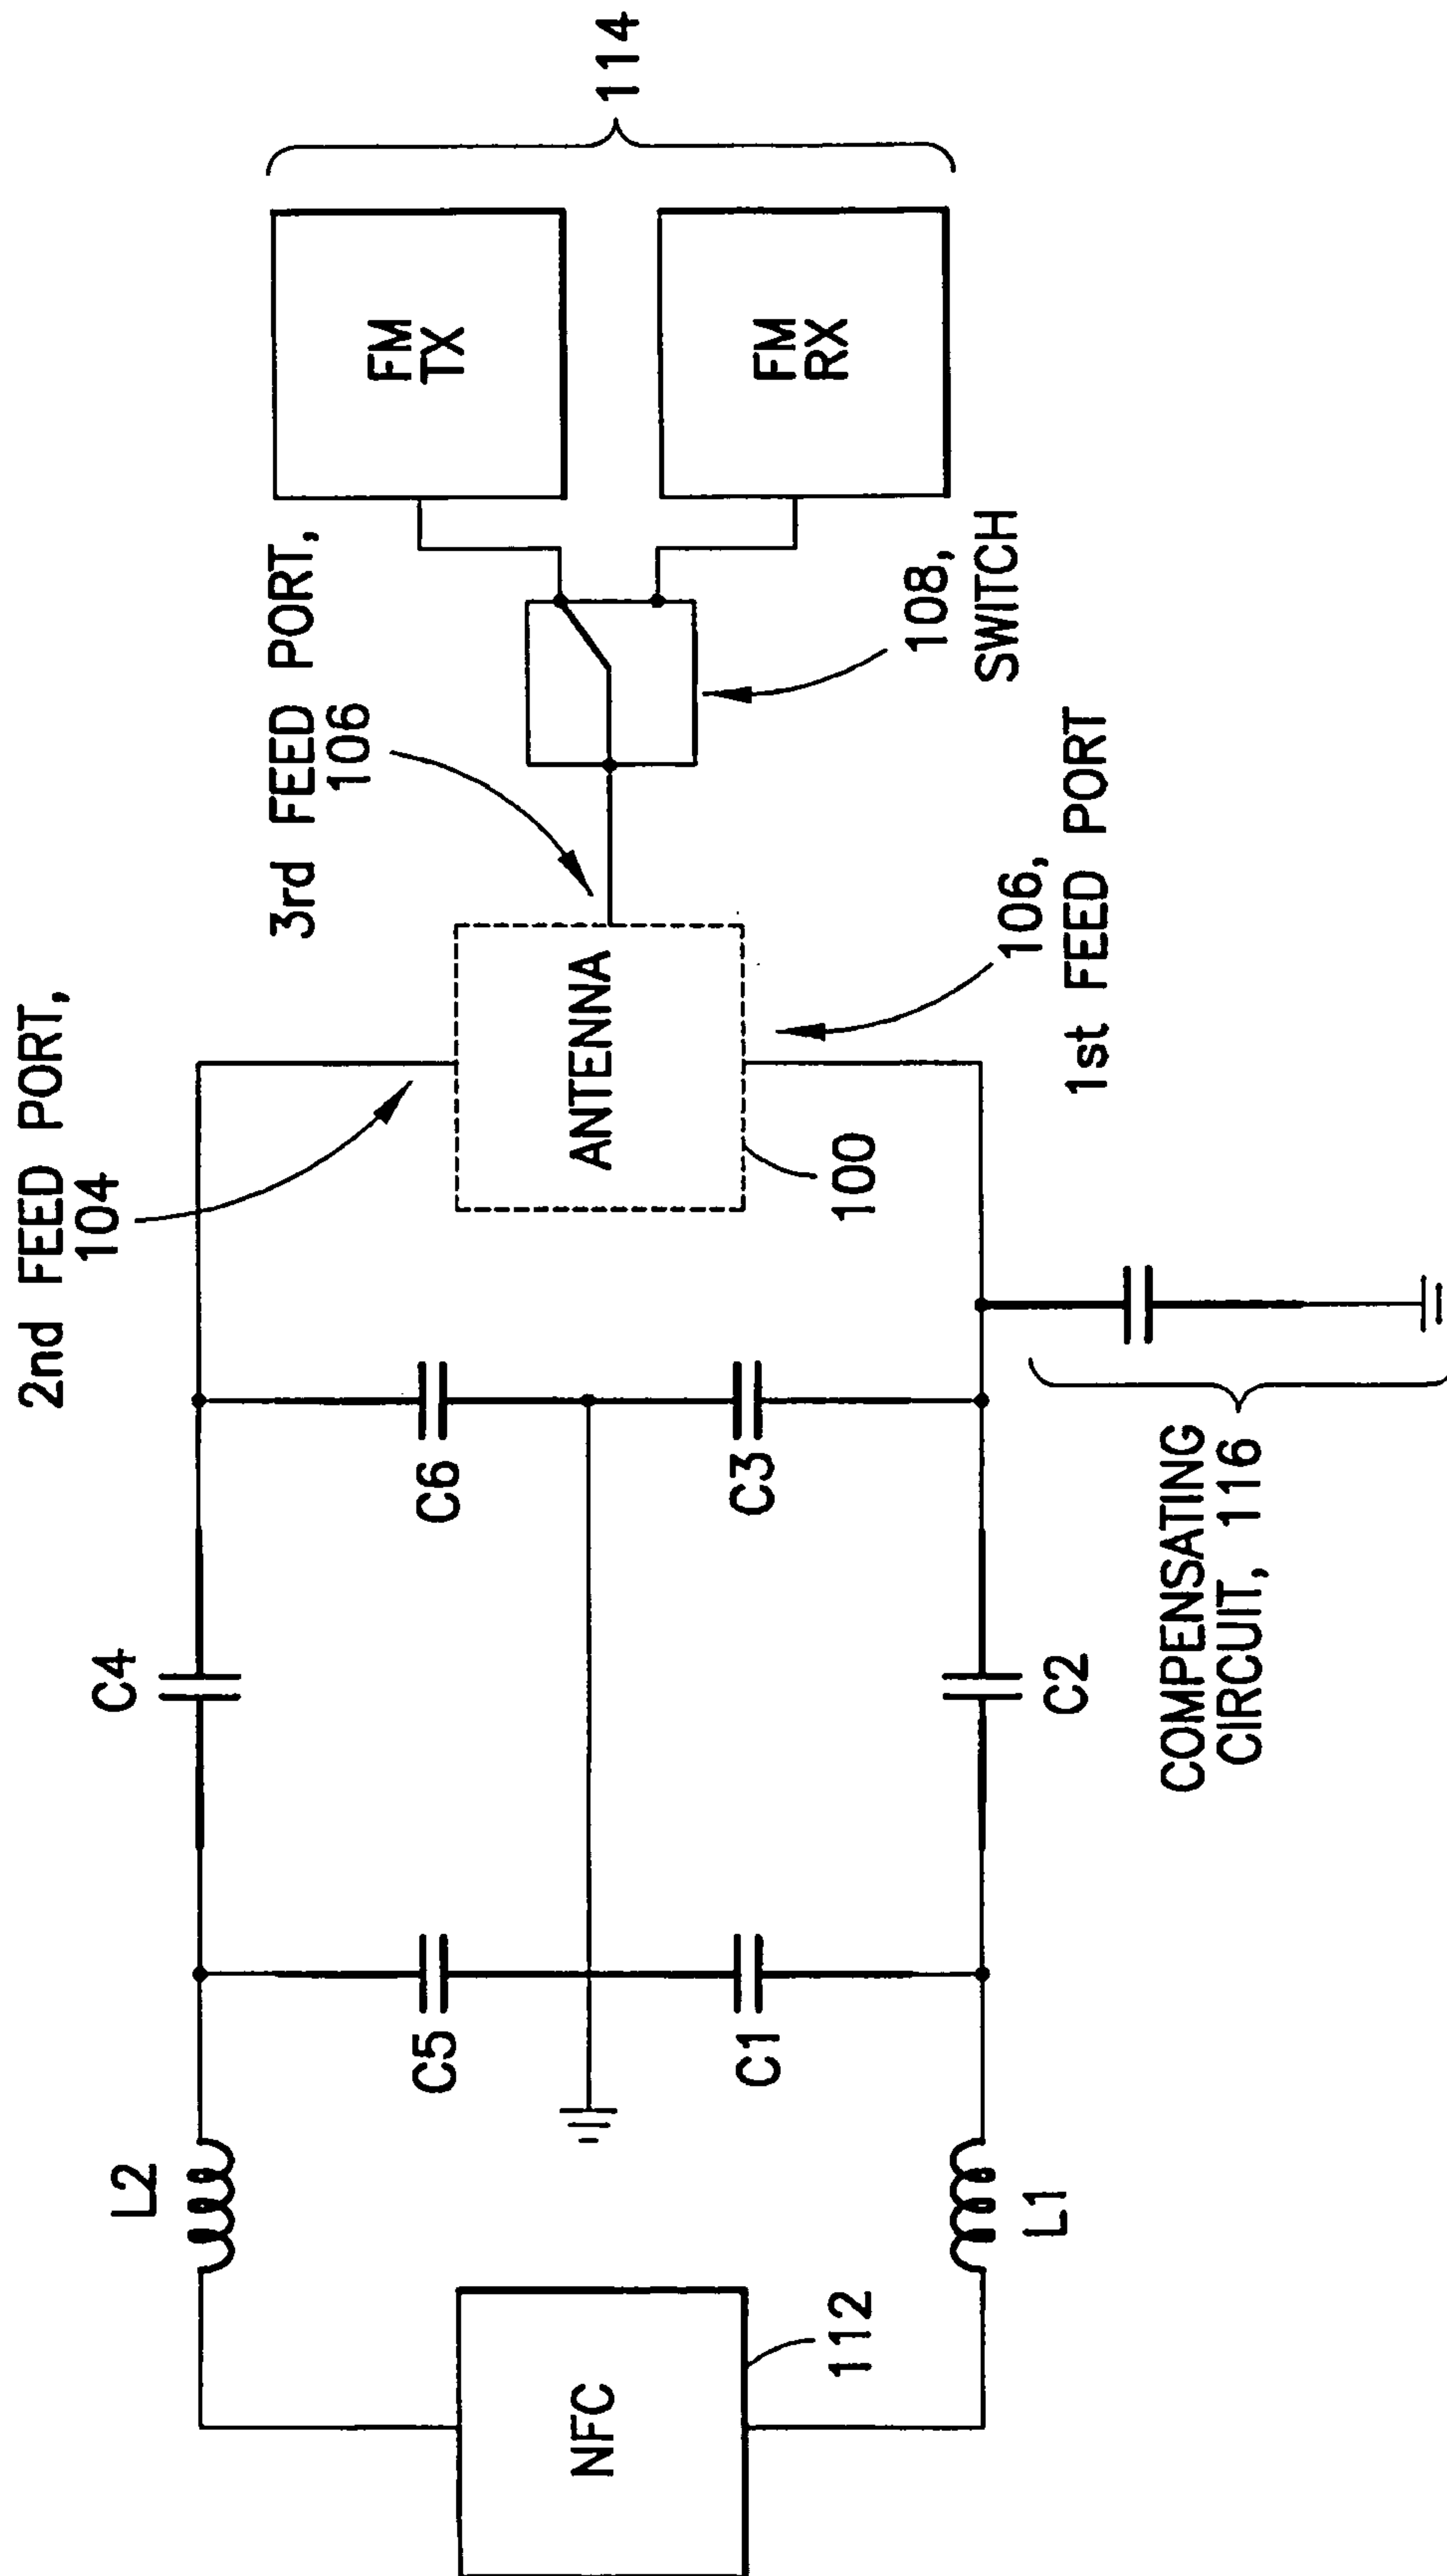 2nd FEED PORT,
104
3rd FEED PORT,
106
114
FM
TX
FM
RX
108,
SWITCH
106,
1st FEED PORT
ANTENNA
100
C4
C6
C3
C2
COMPENSATING
CIRCUIT, 116
C5
C1
L2
L1
NFC
112